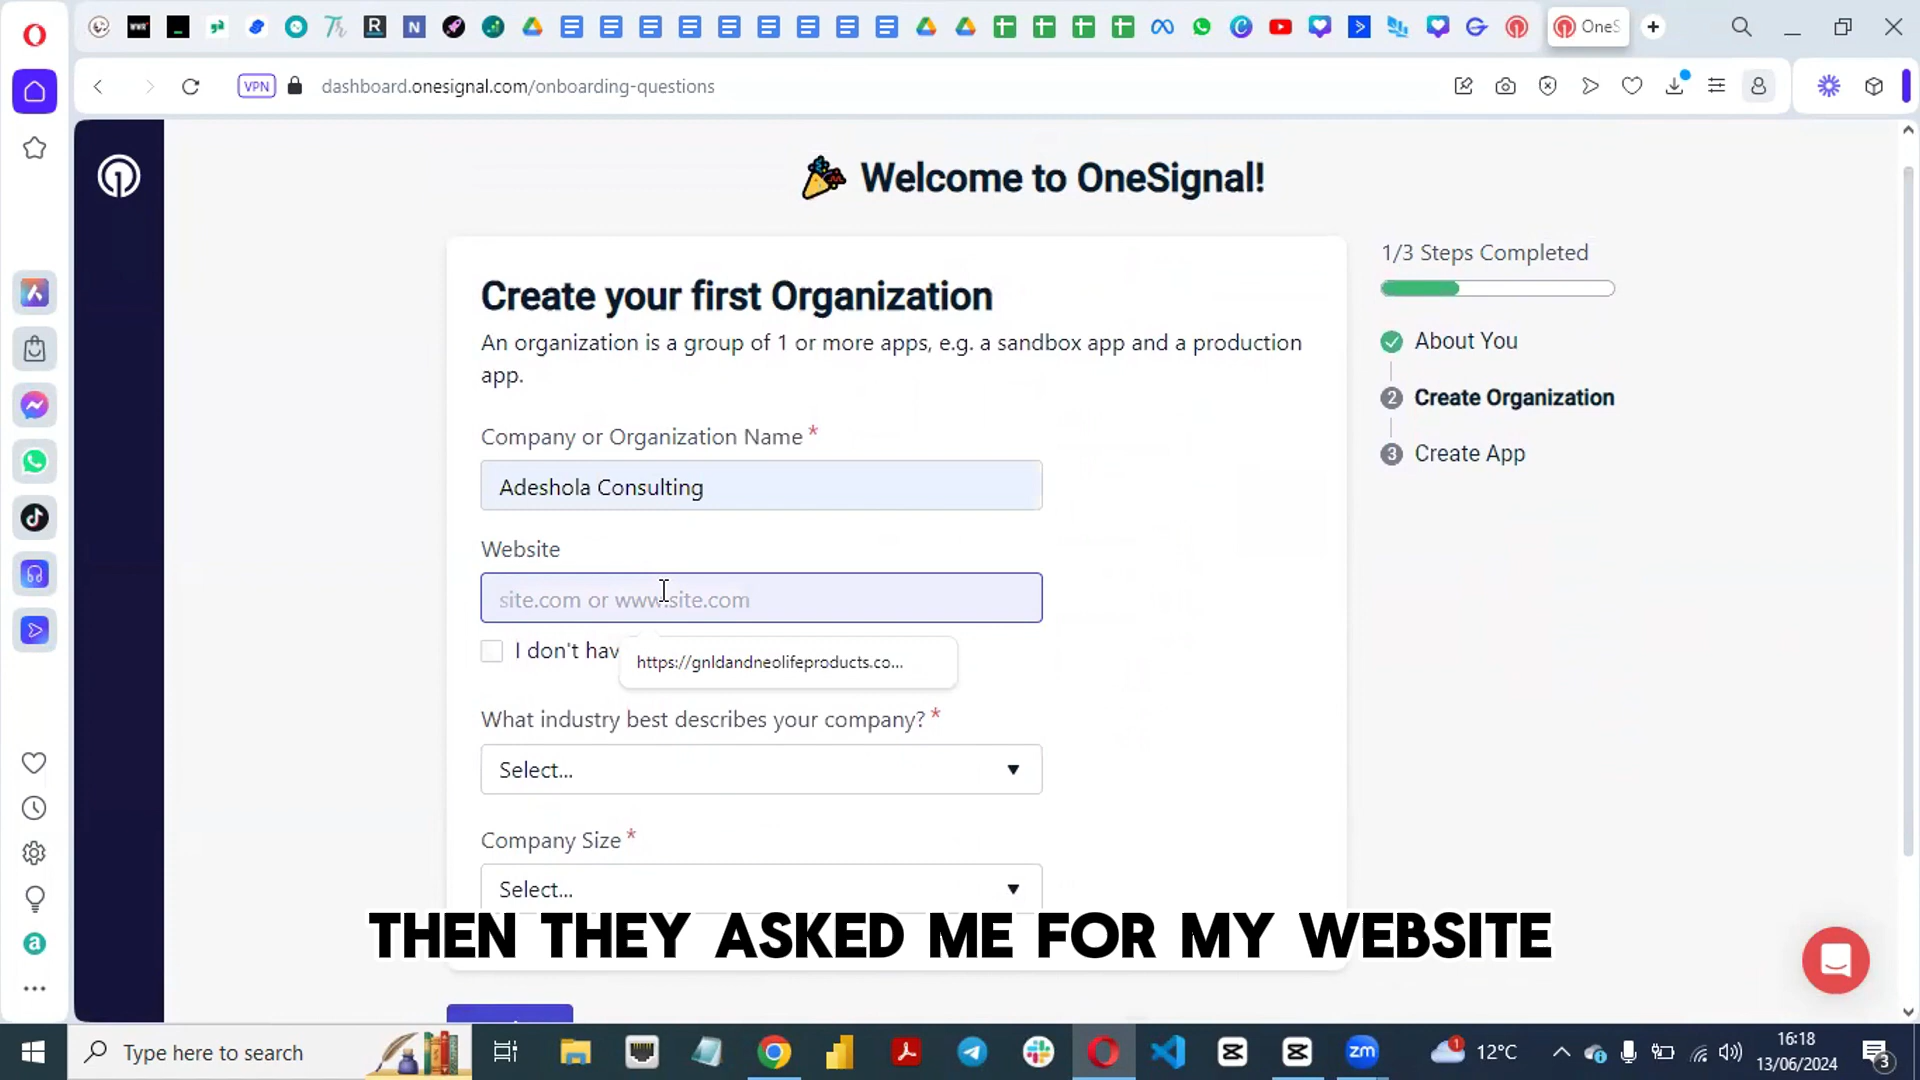 OneS
VPN
dashboard.onesignal.com/onboarding-questions
Welcome to OneSignal!
Create your first Organization
An organization is a group of 1 or more apps, e.g. a sandbox app and a production
app.
Company or Organization Name *
Adeshola Consulting
Website
site.com or www.site.com
I don't hav
https://gnldandneolifeproducts.co...
What industry best describes your company? *
Select...
Company Size *
Select...
1/3 Steps Completed
About You
2 Create Organization
3 Create App
THEN THEY ASKED ME FOR MY WEBSITE
Type here to search
zm
1
12°C
16:18
13/06/2024
3